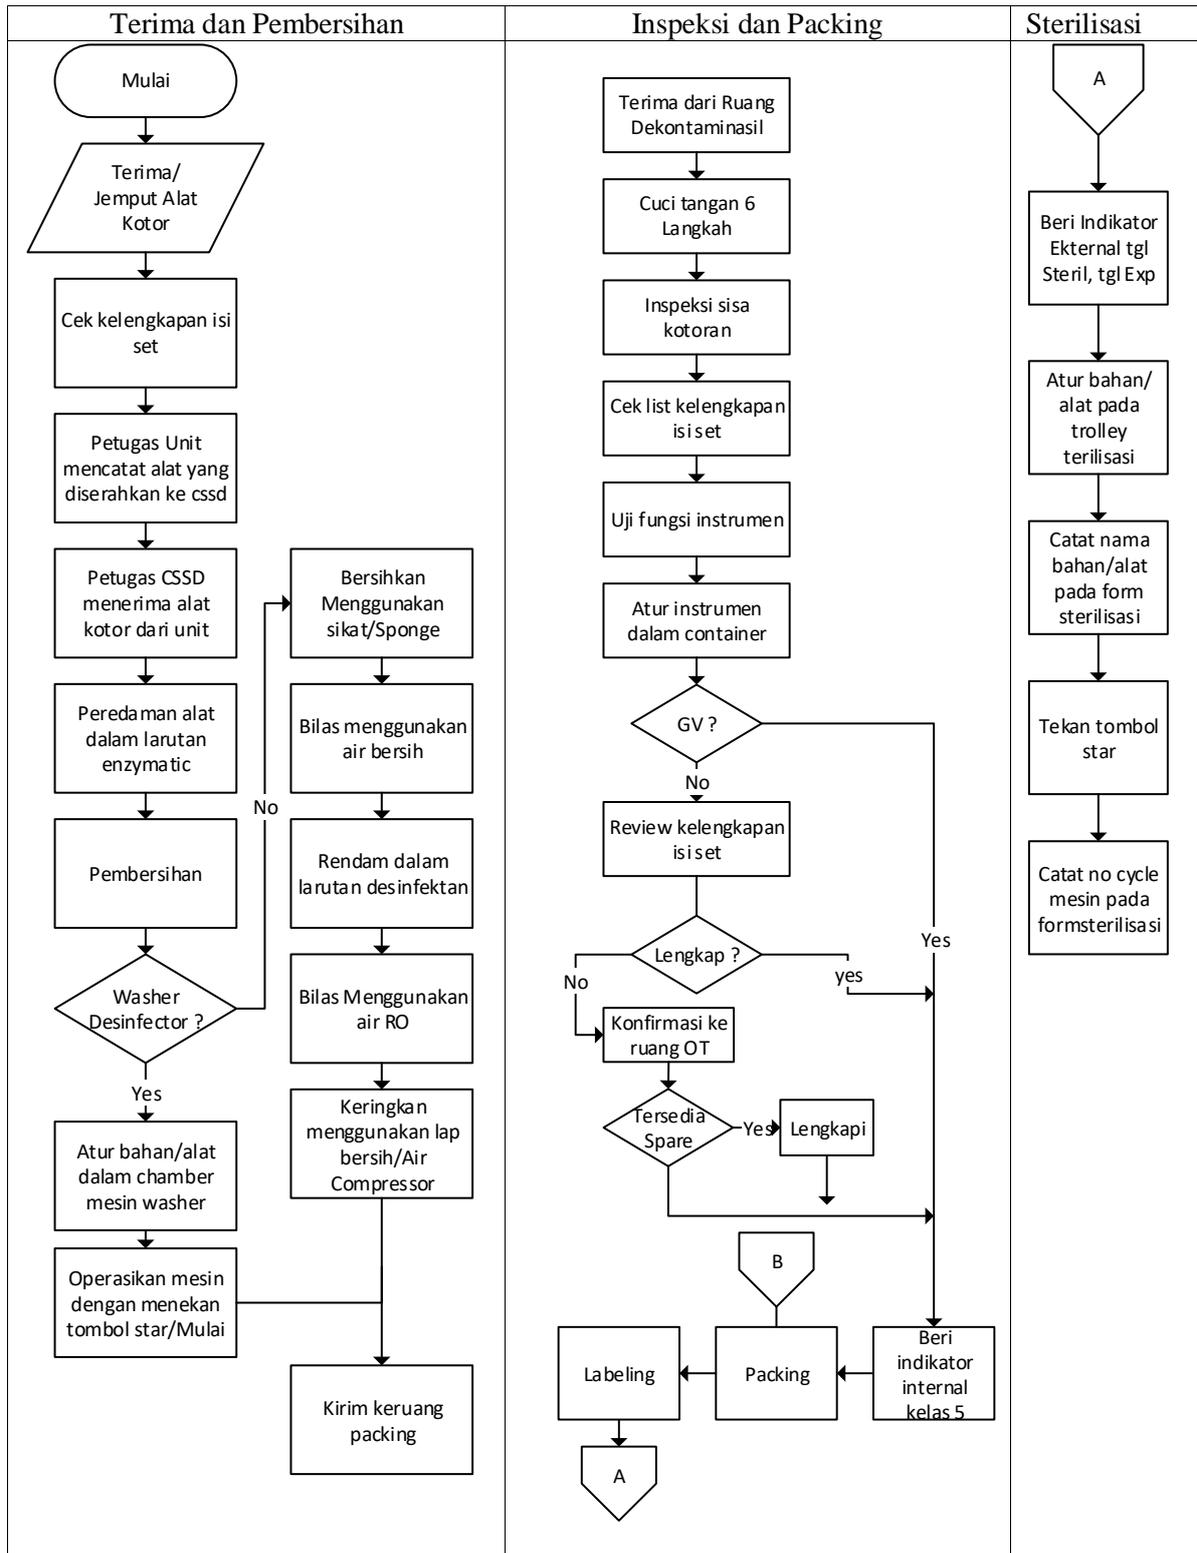 Terima dan Pembersihan
Mulai
Terima/
Jemput Alat
Kotor
Cek kelengkapan isi
set
Petugas Unit
mencatat alat yang
diserahkan ke cssd
Petugas CSSD
menerima alat
kotor dari unit
Peredaman alat
dalam larutan
enzymatic
Pembersihan
Washer
Desinfector ?
No
Yes
Atur bahan/alat
dalam chamber
mesin washer
Operasikan mesin
dengan menekan
tombol star/Mulai
Bersihkan
Menggunakan
sikat/Sponge
Bilas menggunakan
air bersih
Rendam dalam
larutan desinfektan
Bilas Menggunakan
air RO
Keringkan
menggunakan lap
bersih/Air
Compressor
Kirim keruang
packing
Inspeksi dan Packing
Terima dari Ruang
Dekontaminasil
Cuci tangan 6
Langkah
Inspeksi sisa
kotoran
Cek list kelengkapan
isi set
Uji fungsi instrumen
Atur instrumen
dalam container
GV ?
No
Yes
Review kelengkapan
isi set
Lengkap ?
No
yes
Konfirmasi ke
ruang OT
Tersedia
Spare
Yes
Lengkapi
B
Beri
indikator
internal
kelas 5
Packing
Labeling
A
Sterilisasi
A
Beri Indikator
Ekternal tgl
Steril, tgl Exp
Atur bahan/
alat pada
trolley
terilisasi
Catat nama
bahan/alat
pada form
sterilisasi
Tekan tombol
star
Catat no cycle
mesin pada
formsterilisasi